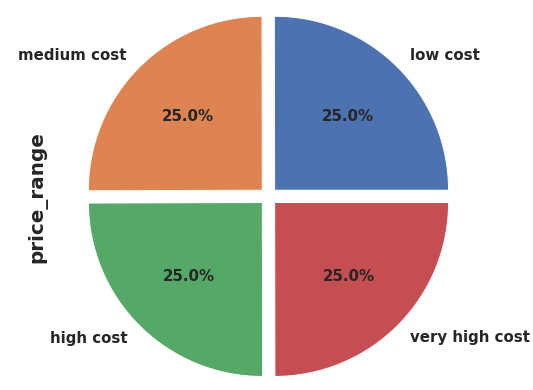 medium cost
low cost
25.0%
25.0%
price_range
25.0%
25.0%
high cost
very high cost